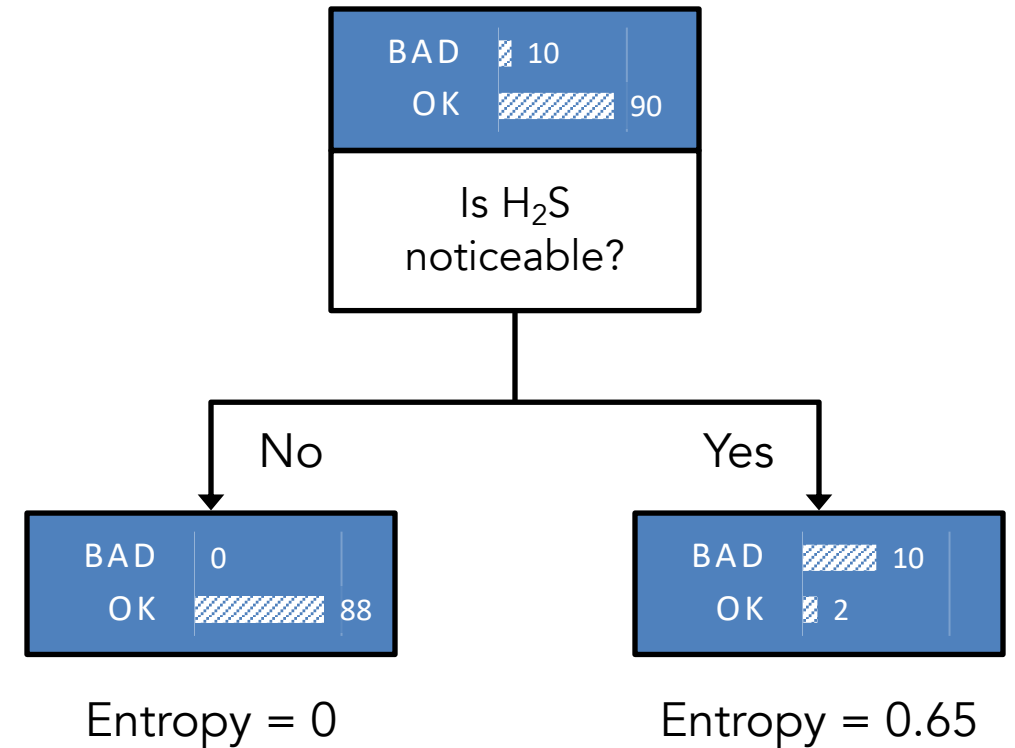 BAD 10
OK 90
Is H₂S
noticeable?
No
Yes
BAD 0
OK 88
BAD 10
OK 2
Entropy = 0
Entropy = 0.65